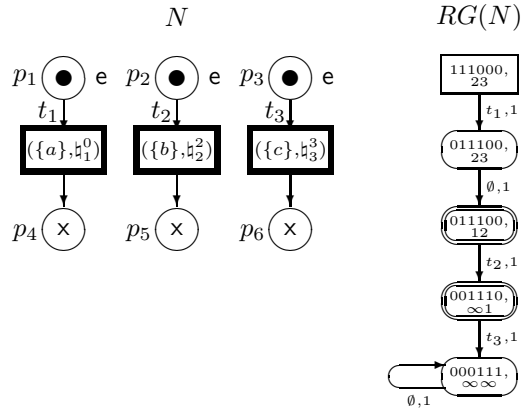 N RG(N)
p₁ e p₂ e p₃ e
t₁ t₂ t₃
({a},♮₁⁰) ({b},♮₂²) ({c},♮₃³)
p₄ x p₅ x p₆ x
111000,
23
t₁,1
011100,
23
∅,1
011100,
12
t₂,1
001110,
∞1
t₃,1
000111,
∞∞
∅,1